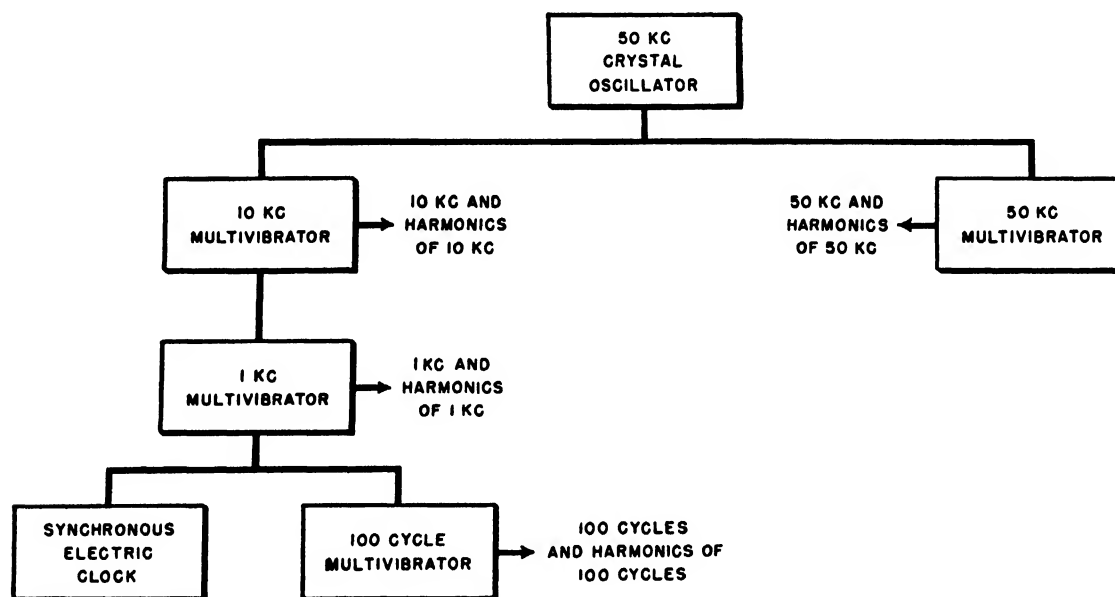 50 KC
CRYSTAL
OSCILLATOR
10 KC
MULTIVIBRATOR
10 KC AND
HARMONICS
OF 10 KC
50 KC AND
HARMONICS
OF 50 KC
50 KC
MULTIVIBRATOR
1 KC
MULTIVIBRATOR
1 KC AND
HARMONICS
OF 1 KC
SYNCHRONOUS
ELECTRIC
CLOCK
100 CYCLE
MULTIVIBRATOR
100 CYCLES
AND HARMONICS OF
100 CYCLES